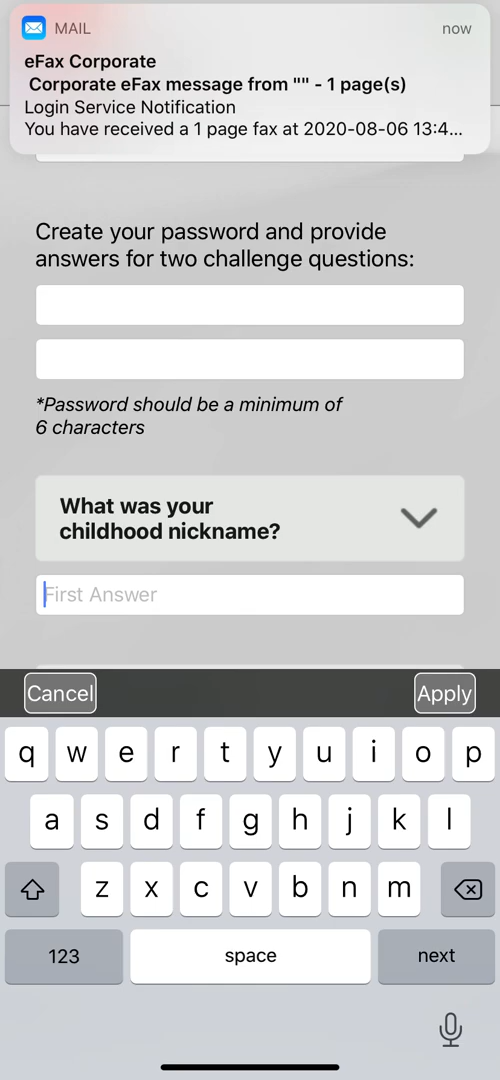 MAIL now
eFax Corporate
Corporate eFax message from "" - 1 page(s)
Login Service Notification
You have received a 1 page fax at 2020-08-06 13:4...
Create your password and provide
answers for two challenge questions:
*Password should be a minimum of
6 characters
What was your
childhood nickname?
First Answer
Cancel Apply
q w e r t y u i o p
a s d f g h j k l
z x c v b n m
123 space next